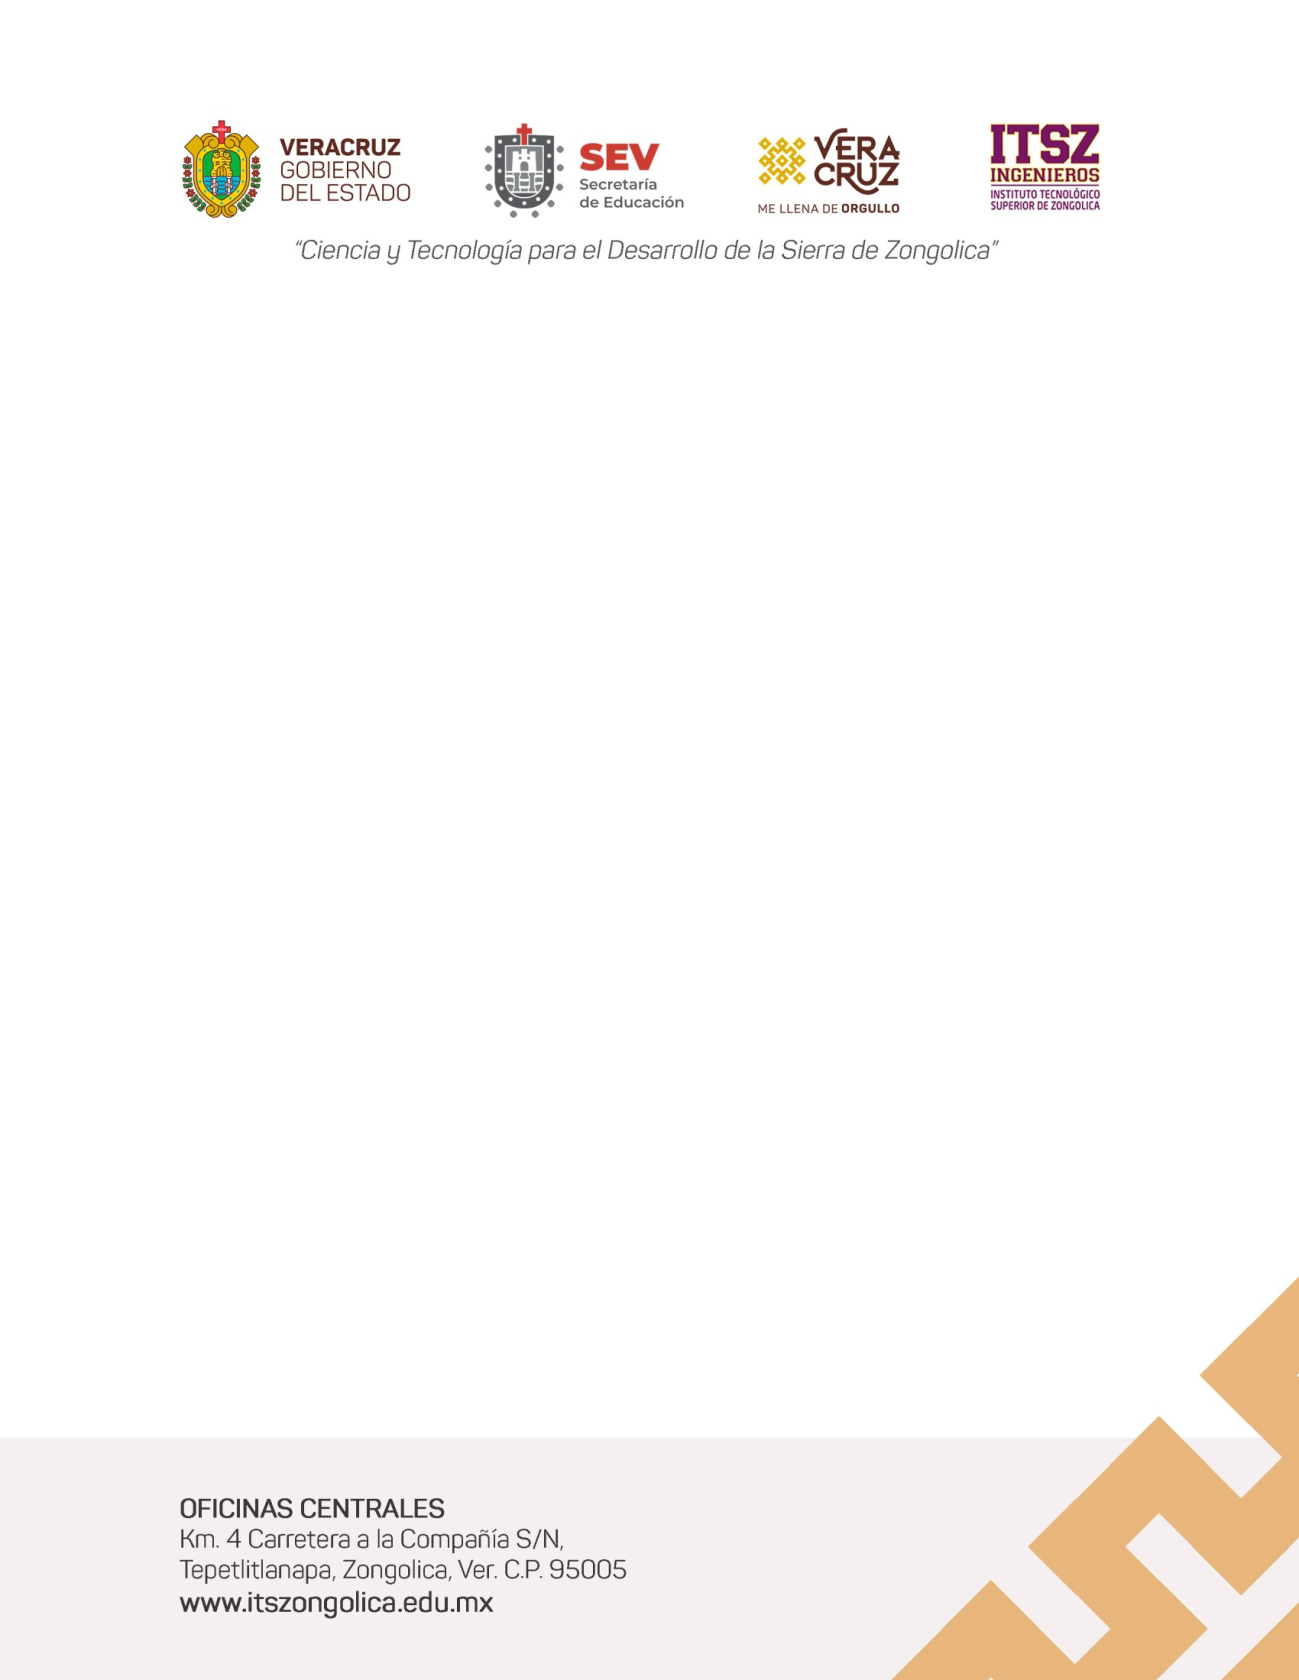 VERACRUZ
GOBIERNO
DEL ESTADO
SEV
Secretaría
de Educación
VERA
CRUZ
ME LLENA DE ORGULLO
ITSZ
INGENIEROS
INSTITUTO TECNOLÓGICO
SUPERIOR DE ZONGOLICA
“Ciencia y Tecnología para el Desarrollo de la Sierra de Zongolica”
OFICINAS CENTRALES
Km. 4 Carretera a la Compañía S/N,
Tepetlitlanapa, Zongolica, Ver. C.P. 95005
www.itszongolica.edu.mx